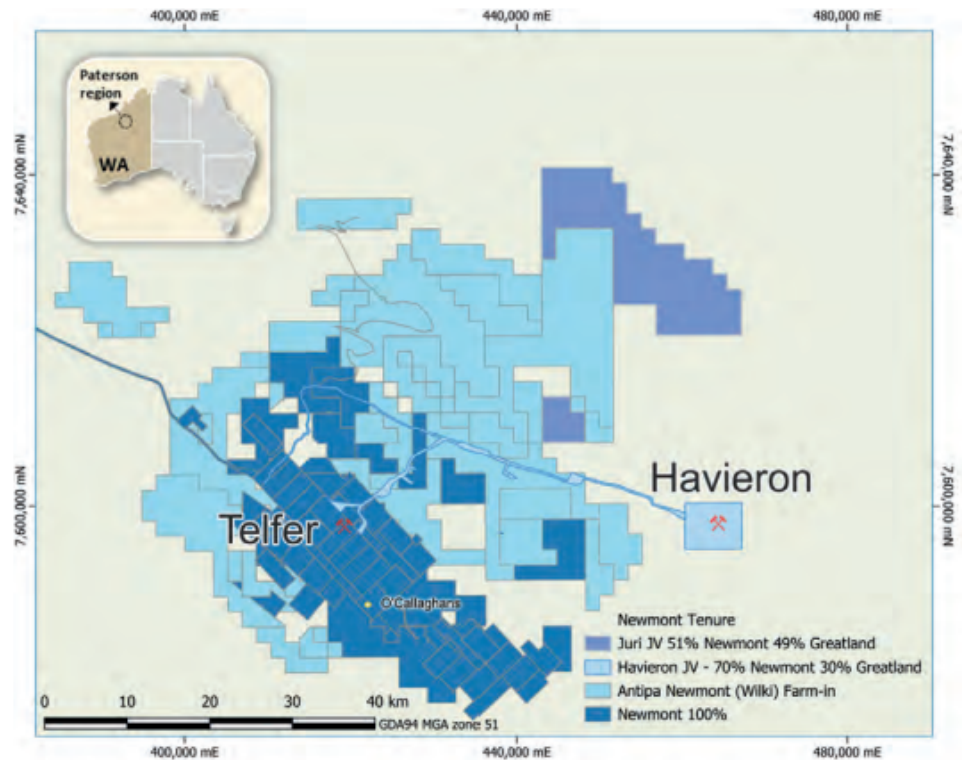 400,000 mE
440,000 mE
480,000 mE
Paterson
region
WA
7,640,000 mN
7,640,000 mN
Havieron
7,600,000 mN
7,500,000 mN
Telfer
O'Callaghans
Newmont Tenure
Juri JV 51% Newmont 49% Greatland
Havieron JV - 70% Newmont 30% Greatland
Antipa Newmont (Wilki) Farm-in
Newmont 100%
0 10 20 30 40 km
GDA94 MGA zone: 51
400,000 mE
440,000 mE
480,000 mE